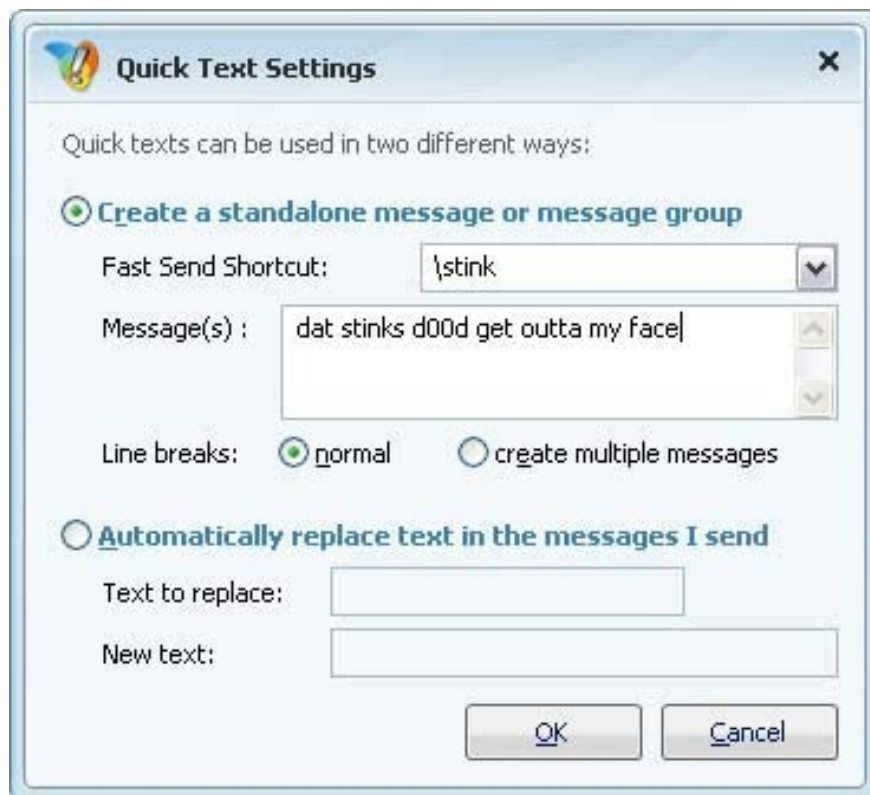 Quick Text Settings
Quick texts can be used in two different ways:
Create a standalone message or message group
Fast Send Shortcut: \stink
Message(s) : dat stinks d00d get outta my face
Line breaks: normal create multiple messages
Automatically replace text in the messages I send
Text to replace:
New text:
OK Cancel